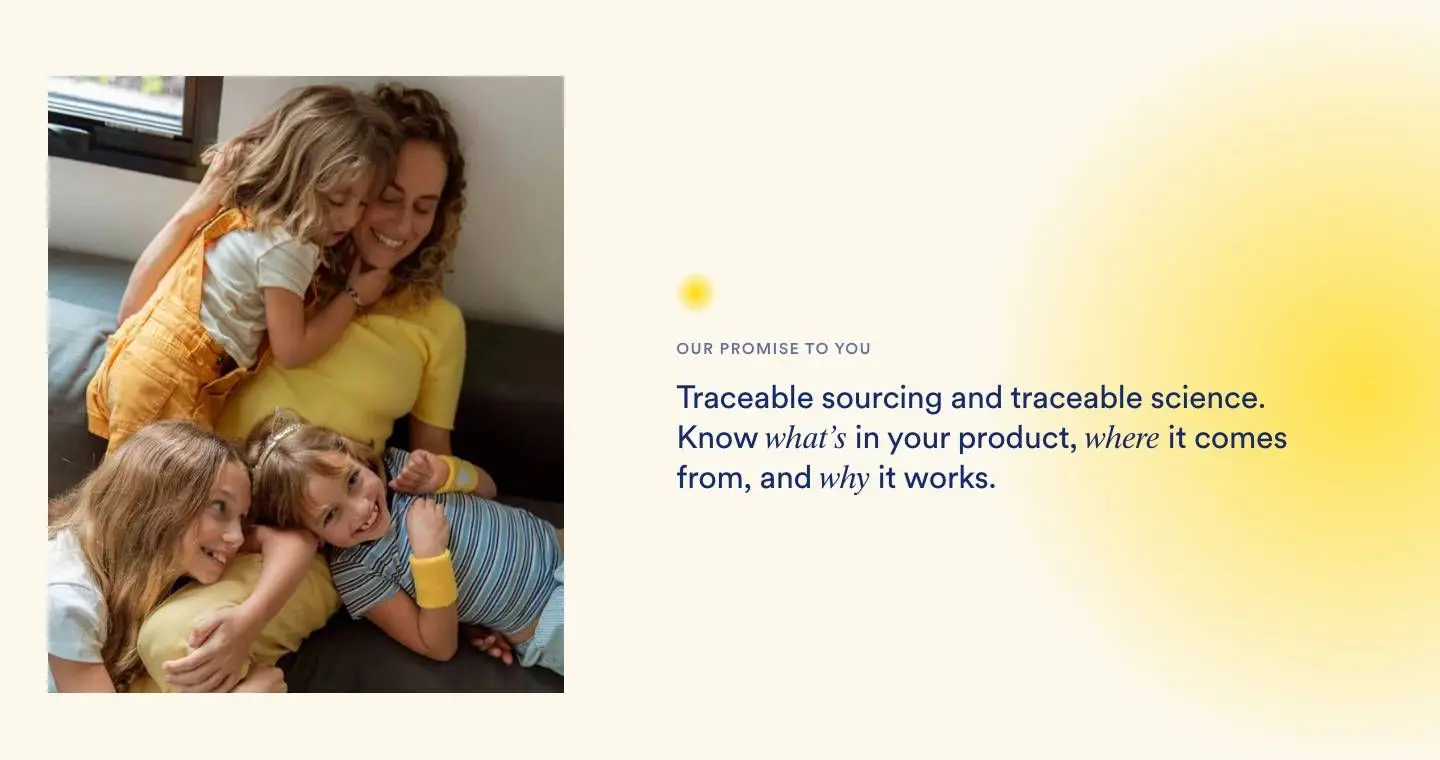 OUR PROMISE TO YOU
Traceable sourcing and traceable science.
Know what’s in your product, where it comes
from, and why it works.